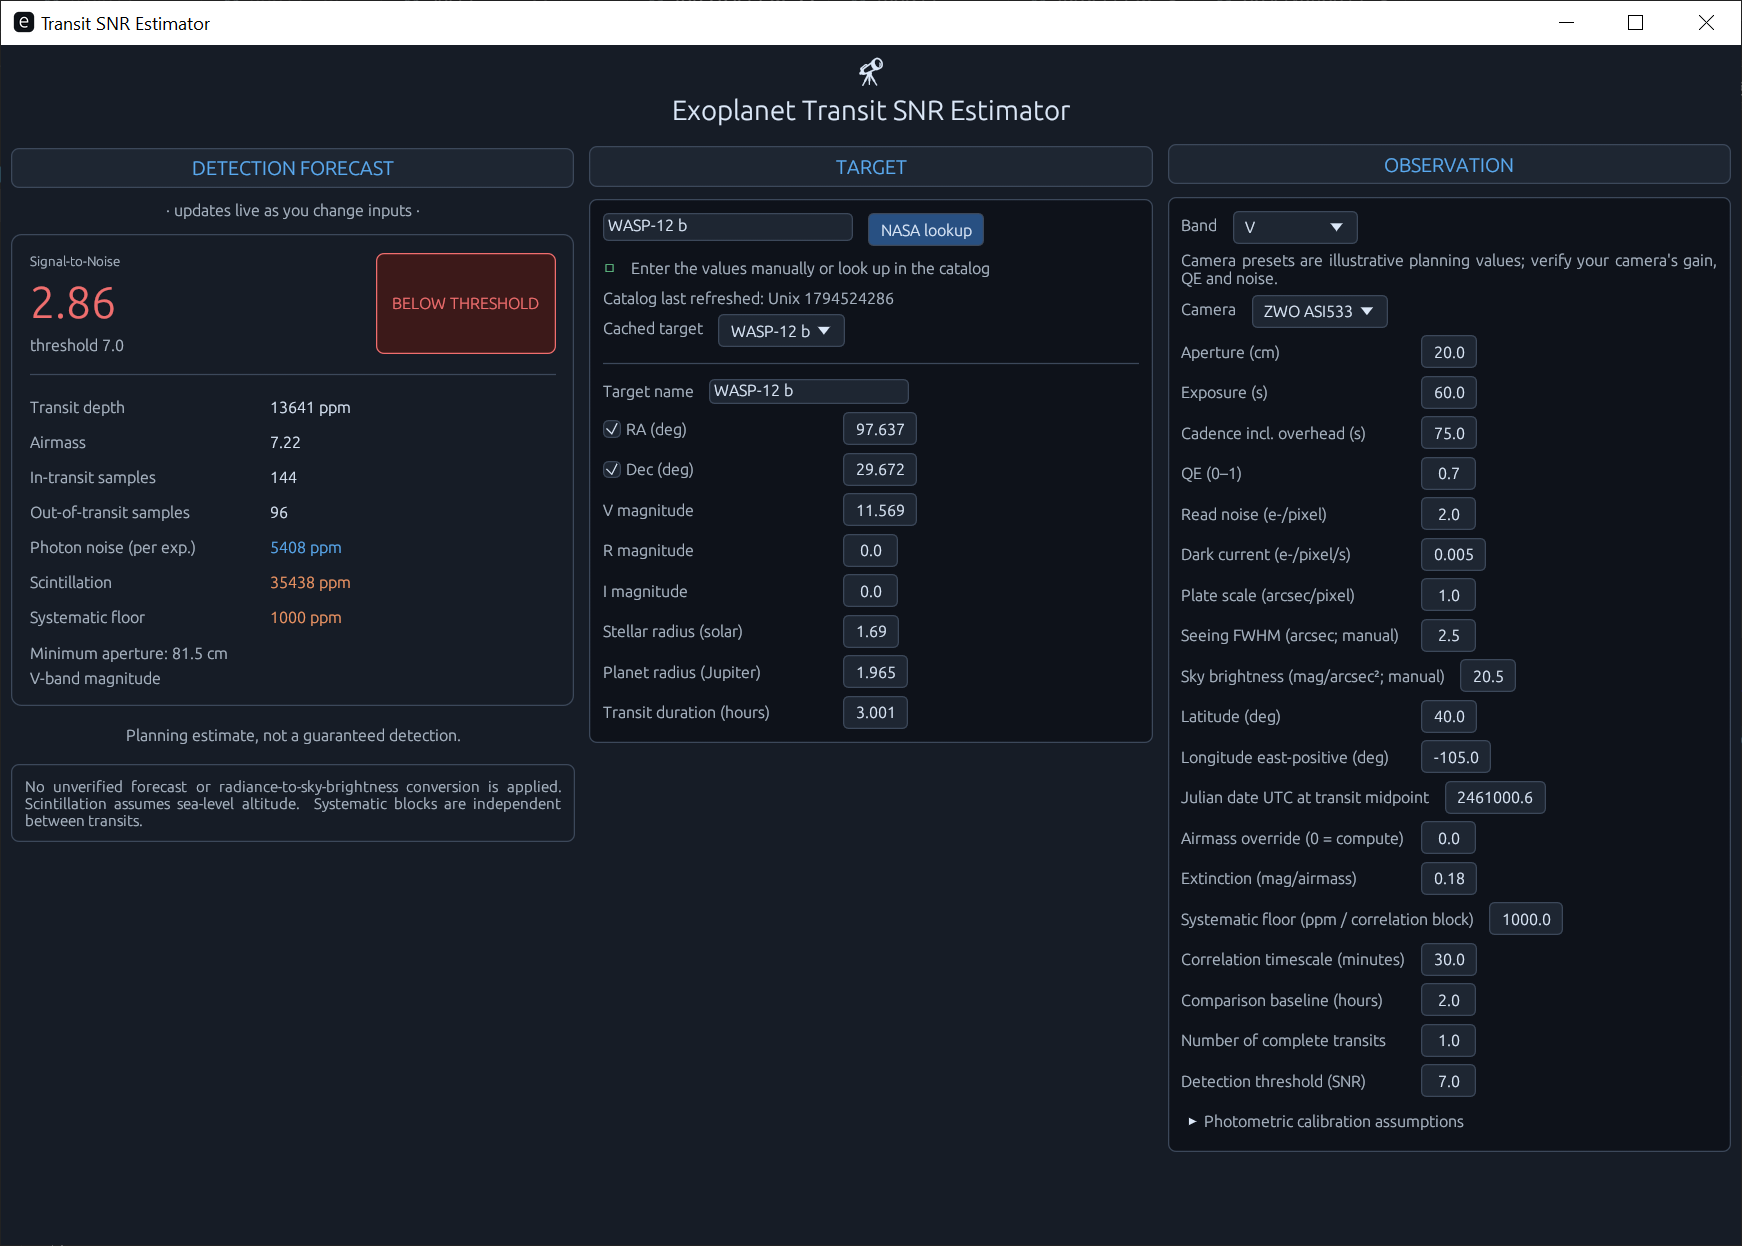 Transit SNR Estimator
Exoplanet Transit SNR Estimator
DETECTION FORECAST
· updates live as you change inputs ·
Signal-to-Noise
2.86
threshold 7.0
BELOW THRESHOLD
Transit depth 13641 ppm
Airmass 7.22
In-transit samples 144
Out-of-transit samples 96
Photon noise (per exp.) 5408 ppm
Scintillation 35438 ppm
Systematic floor 1000 ppm
Minimum aperture: 81.5 cm
V-band magnitude
Planning estimate, not a guaranteed detection.
No unverified forecast or radiance-to-sky-brightness conversion is applied.
Scintillation assumes sea-level altitude. Systematic blocks are independent
between transits.
TARGET
WASP-12 b NASA lookup
Enter the values manually or look up in the catalog
Catalog last refreshed: Unix 1794524286
Cached target WASP-12 b
Target name WASP-12 b
RA (deg) 97.637
Dec (deg) 29.672
V magnitude 11.569
R magnitude 0.0
I magnitude 0.0
Stellar radius (solar) 1.69
Planet radius (Jupiter) 1.965
Transit duration (hours) 3.001
OBSERVATION
Band V
Camera presets are illustrative planning values; verify your camera's gain,
QE and noise.
Camera ZWO ASI533
Aperture (cm) 20.0
Exposure (s) 60.0
Cadence incl. overhead (s) 75.0
QE (0–1) 0.7
Read noise (e-/pixel) 2.0
Dark current (e-/pixel/s) 0.005
Plate scale (arcsec/pixel) 1.0
Seeing FWHM (arcsec; manual) 2.5
Sky brightness (mag/arcsec²; manual) 20.5
Latitude (deg) 40.0
Longitude east-positive (deg) -105.0
Julian date UTC at transit midpoint 2461000.6
Airmass override (0 = compute) 0.0
Extinction (mag/airmass) 0.18
Systematic floor (ppm / correlation block) 1000.0
Correlation timescale (minutes) 30.0
Comparison baseline (hours) 2.0
Number of complete transits 1.0
Detection threshold (SNR) 7.0
Photometric calibration assumptions